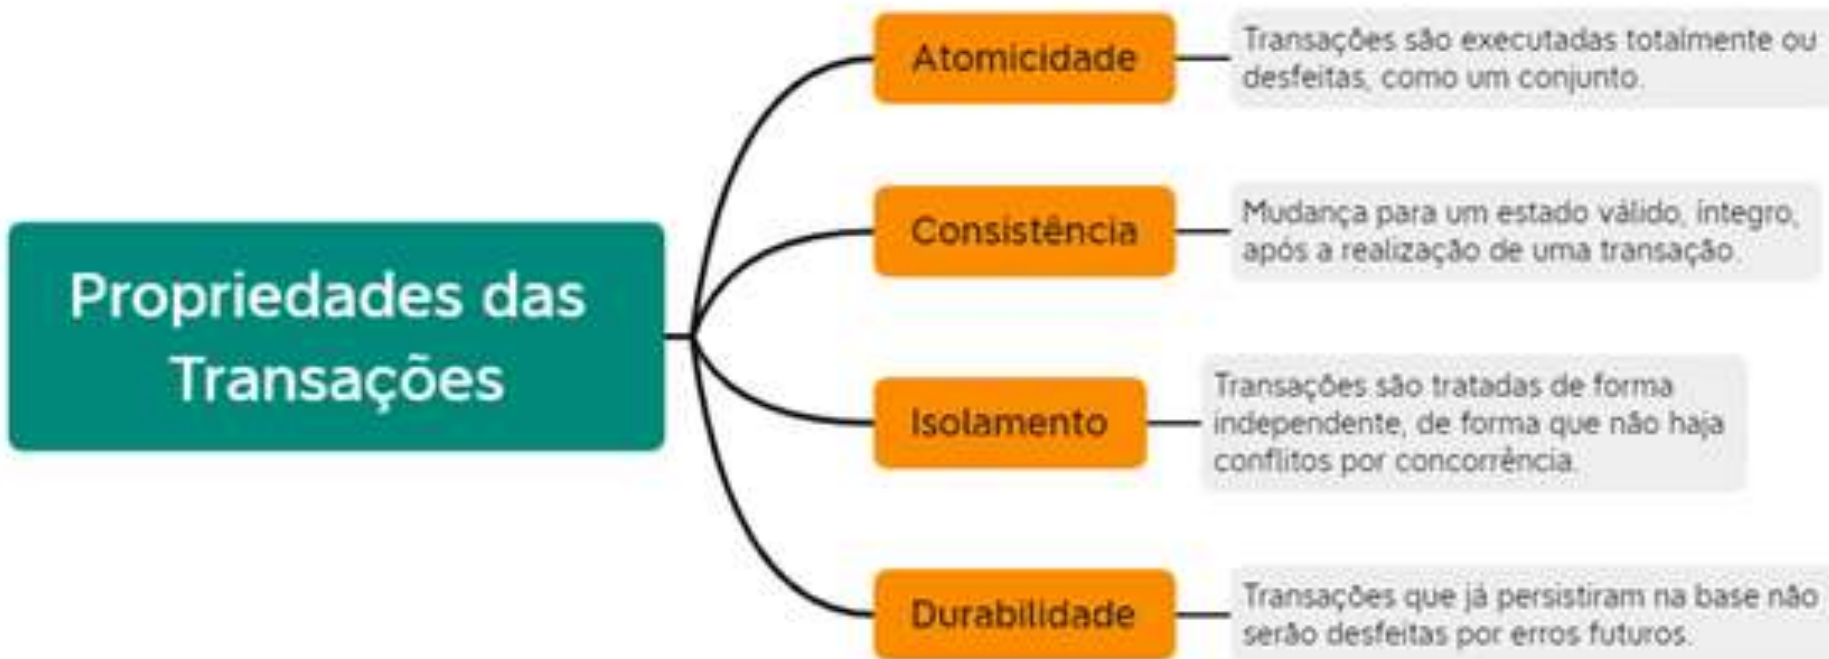 Propriedades das
Transações
Atomicidade
Transações são executadas totalmente ou
desfeitas, como um conjunto.
Consistência
Mudança para um estado válido, íntegro,
após a realização de uma transação.
Isolamento
Transações são tratadas de forma
independente, de forma que não haja
conflitos por concorrência.
Durabilidade
Transações que já persistiram na base não
serão desfeitas por erros futuros.